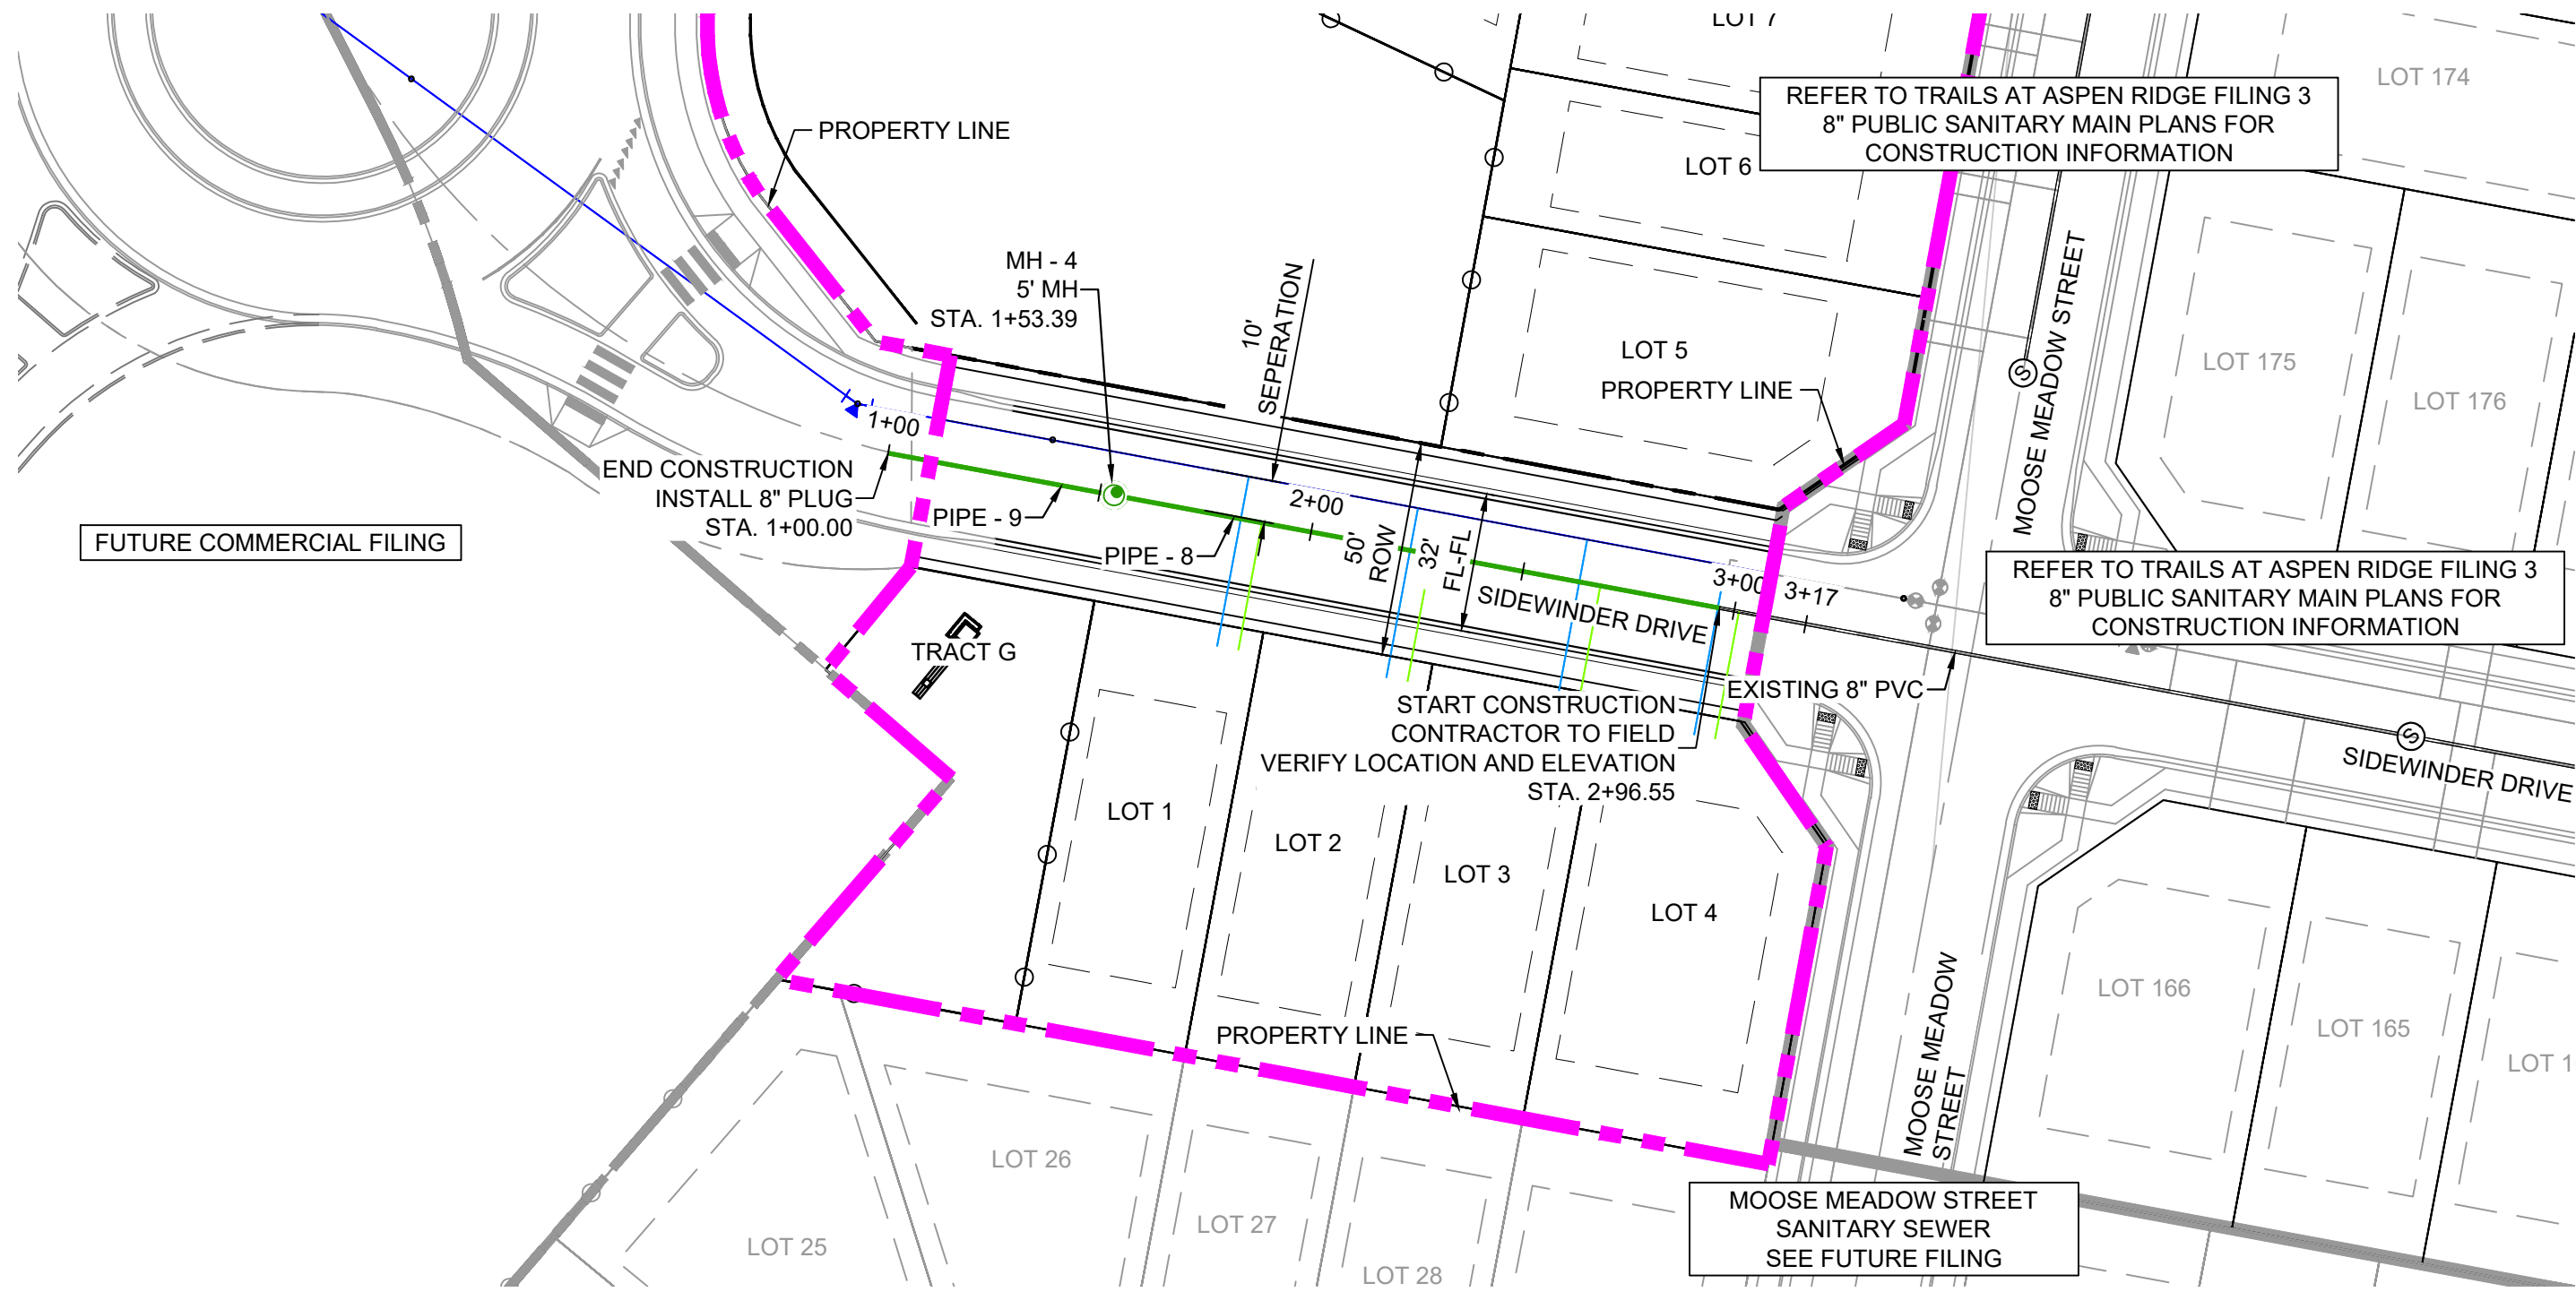 LOT 7
LOT 174
REFER TO TRAILS AT ASPEN RIDGE FILING 3
8" PUBLIC SANITARY MAIN PLANS FOR
CONSTRUCTION INFORMATION
PROPERTY LINE
LOT 6
MH - 4
5' MH
STA. 1+53.39
10'
SEPERATION
MOOSE MEADOW STREET
LOT 5
PROPERTY LINE
LOT 175
LOT 176
1+00
END CONSTRUCTION
INSTALL 8" PLUG
STA. 1+00.00
2+00
PIPE - 9
PIPE - 8
50'
ROW
32'
FL-FL
FUTURE COMMERCIAL FILING
SIDEWINDER DRIVE
3+00
3+17
REFER TO TRAILS AT ASPEN RIDGE FILING 3
8" PUBLIC SANITARY MAIN PLANS FOR
CONSTRUCTION INFORMATION
TRACT G
EXISTING 8" PVC
START CONSTRUCTION
CONTRACTOR TO FIELD
VERIFY LOCATION AND ELEVATION
STA. 2+96.55
S
S
SIDEWINDER DRIVE
LOT 1
LOT 2
LOT 3
LOT 4
LOT 166
LOT 165
LOT 1
PROPERTY LINE
MOOSE MEADOW
STREET
LOT 26
LOT 27
LOT 25
LOT 28
MOOSE MEADOW STREET
SANITARY SEWER
SEE FUTURE FILING